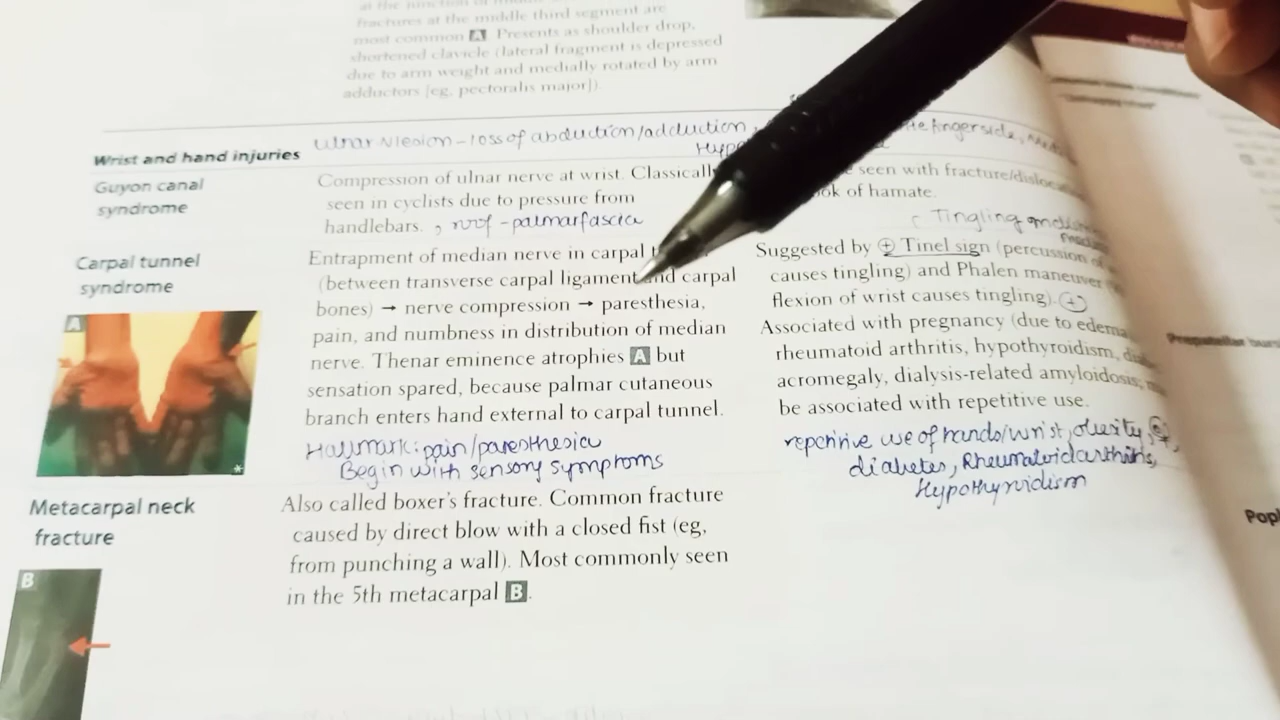 at the junction of
fractures at the middle third segment are
most common A. Presents as shoulder drop,
shortened clavicle (lateral fragment is depressed
due to arm weight and medially rotated by arm
adductors [eg, pectoralis major]).
Wrist and hand injuries
ulnar N lesion - loss of abduction/adduction,
finger side,
Guyon canal
syndrome
Compression of ulnar nerve at wrist. Classically
seen in cyclists due to pressure from
handlebars. , roof - palmar fascia
seen with fracture/dislocation
of hamate.
Carpal tunnel
syndrome
A
Entrapment of median nerve in carpal
(between transverse carpal ligament and carpal
bones) → nerve compression → paresthesia,
pain, and numbness in distribution of median
nerve. Thenar eminence atrophies A but
sensation spared, because palmar cutaneous
branch enters hand external to carpal tunnel.
Hallmark: pain/paresthesia
Begin with sensory symptoms
Tingling
Suggested by ⊕ Tinel sign (percussion of
causes tingling) and Phalen maneuver
flexion of wrist causes tingling). (+)
Associated with pregnancy (due to edema
rheumatoid arthritis, hypothyroidism,
acromegaly, dialysis-related amyloidosis;
be associated with repetitive use.
repetitive use of hands/wrist, obesity, ♀,
diabetes, Rheumatoid arthritis,
Hypothyroidism
Metacarpal neck
fracture
B
Also called boxer's fracture. Common fracture
caused by direct blow with a closed fist (eg,
from punching a wall). Most commonly seen
in the 5th metacarpal B.
Prepatellar